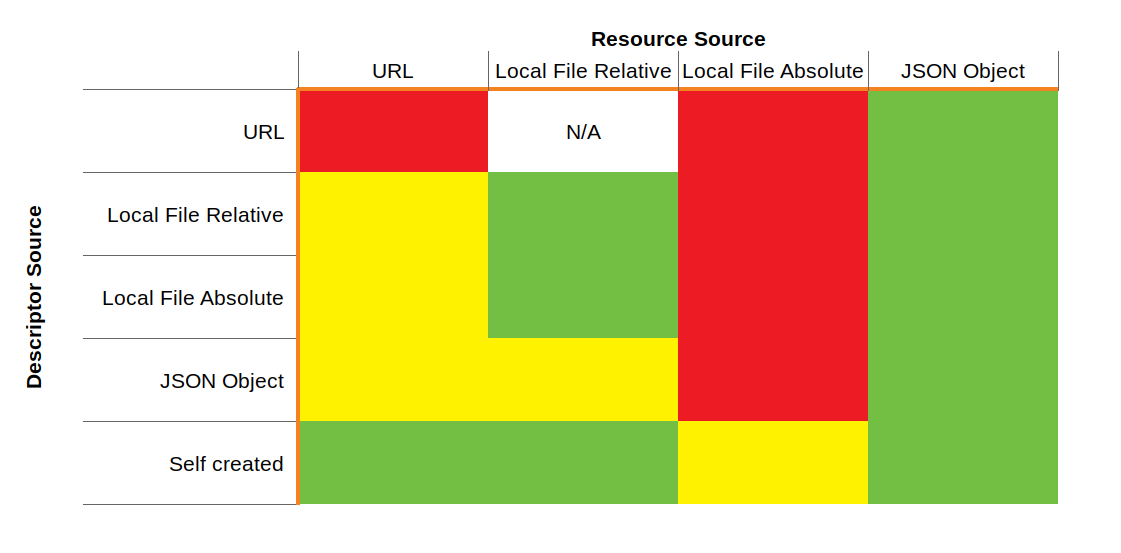 Resource Source
URL Local File Relative Local File Absolute JSON Object
URL N/A
Local File Relative
Local File Absolute
JSON Object
Self created
Descriptor Source